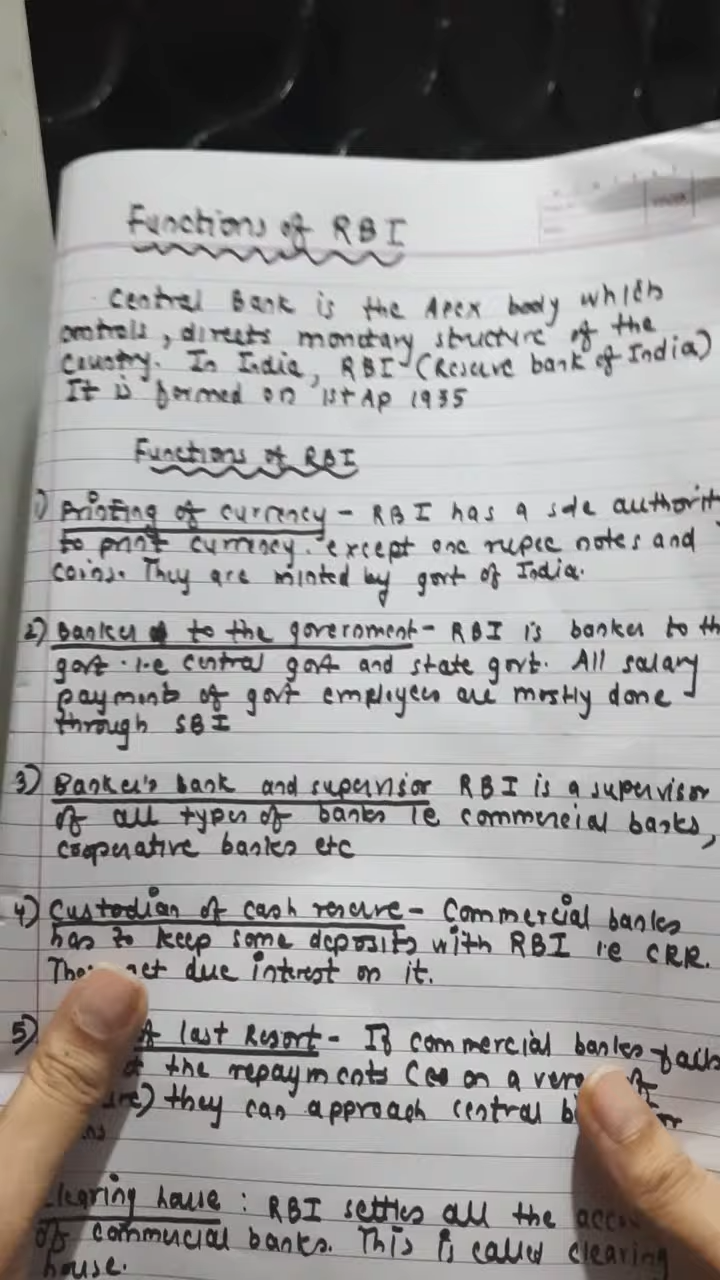 Functions of RBI
Central Bank is the Apex body which
controls, directs monetary structure of the
Country. In India, RBI - (Reserve bank of India)
It is formed on 1st Ap 1935
Functions of RBI
1) Printing of currency - RBI has a sole authorit
to print currency. except one rupee notes and
coins. They are minted by govt of India.
2) Banker to the government - RBI is banker to th
govt. i.e central govt and state govt. All salary
payments of govt employees are mostly done
through SBI
3) Banker's bank and supervisor RBI is a supervisor
of all types of banks ie commercial banks,
cooperative banks etc
4) Custodian of cash reserve - Commercial banks
has to keep some deposits with RBI i.e CRR.
get due interest on it.
5) last Resort - If commercial banks fails
the repayments on a
they can approach central
Clearing house : RBI settles all the
of commercial banks. This is called clearing
house.